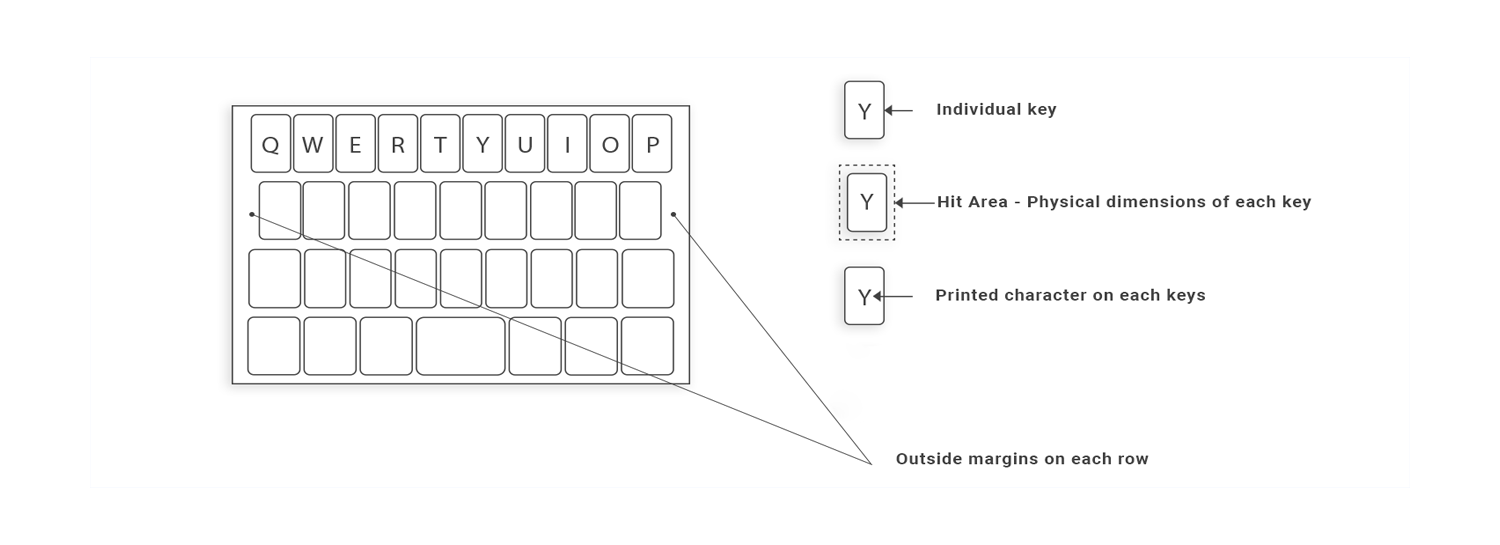 Q W E R T Y U I O P
Y
Individual key
Y
Hit Area - Physical dimensions of each key
Y
Printed character on each keys
Outside margins on each row